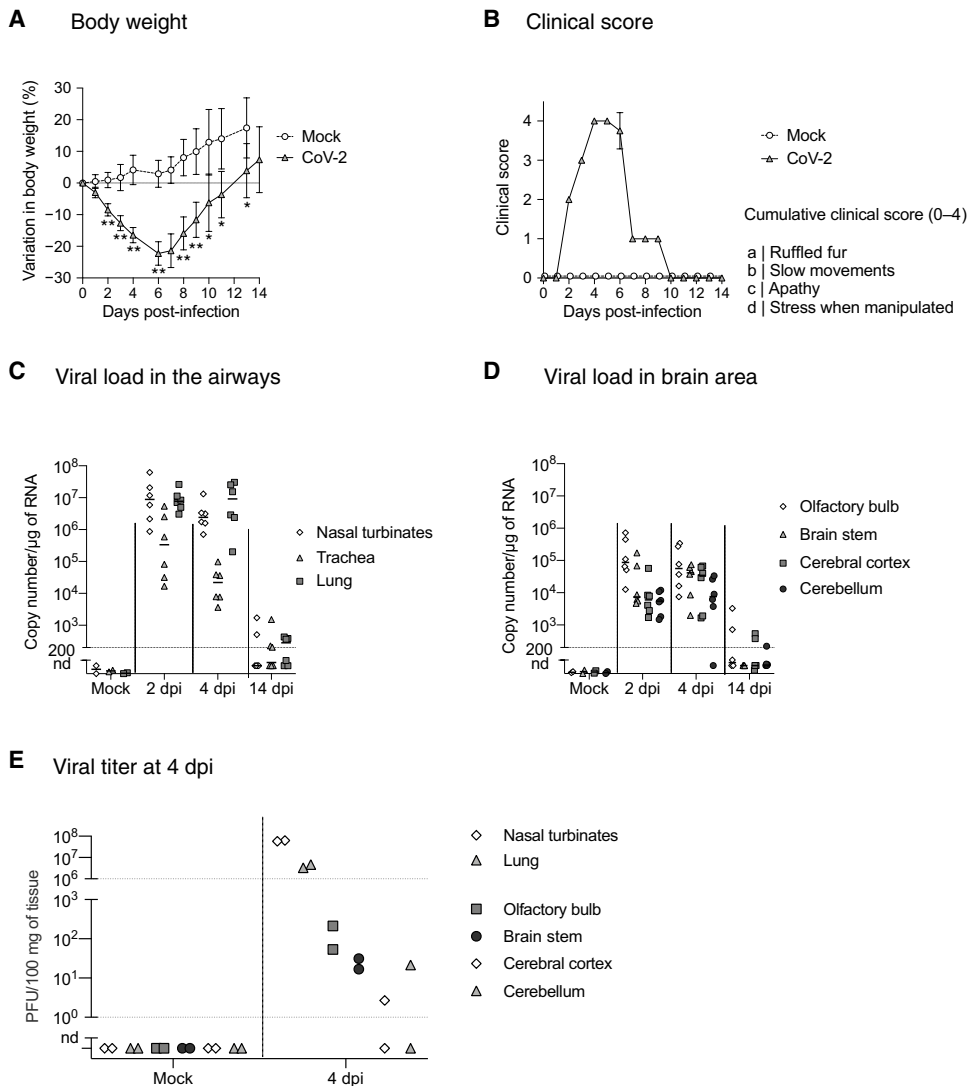 A Body weight
Variation in body weight (%)
30
20
10
0
−10
−20
−30
** ** ** ** ** ** * * *
0 2 4 6 8 10 12 14
Days post-infection
Mock
CoV-2
B Clinical score
Clinical score
4
3
2
1
0
0 2 4 6 8 10 12 14
Days post-infection
Mock
CoV-2
Cumulative clinical score (0–4)
a | Ruffled fur
b | Slow movements
c | Apathy
d | Stress when manipulated
C Viral load in the airways
Copy number/µg of RNA
10⁸
10⁷
10⁶
10⁵
10⁴
10³
200
nd
Mock 2 dpi 4 dpi 14 dpi
Nasal turbinates
Trachea
Lung
D Viral load in brain area
Copy number/µg of RNA
10⁸
10⁷
10⁶
10⁵
10⁴
10³
200
nd
Mock 2 dpi 4 dpi 14 dpi
Olfactory bulb
Brain stem
Cerebral cortex
Cerebellum
E Viral titer at 4 dpi
PFU/100 mg of tissue
10⁸
10⁷
10⁶
10³
10²
10¹
10⁰
nd
Mock 4 dpi
Nasal turbinates
Lung
Olfactory bulb
Brain stem
Cerebral cortex
Cerebellum